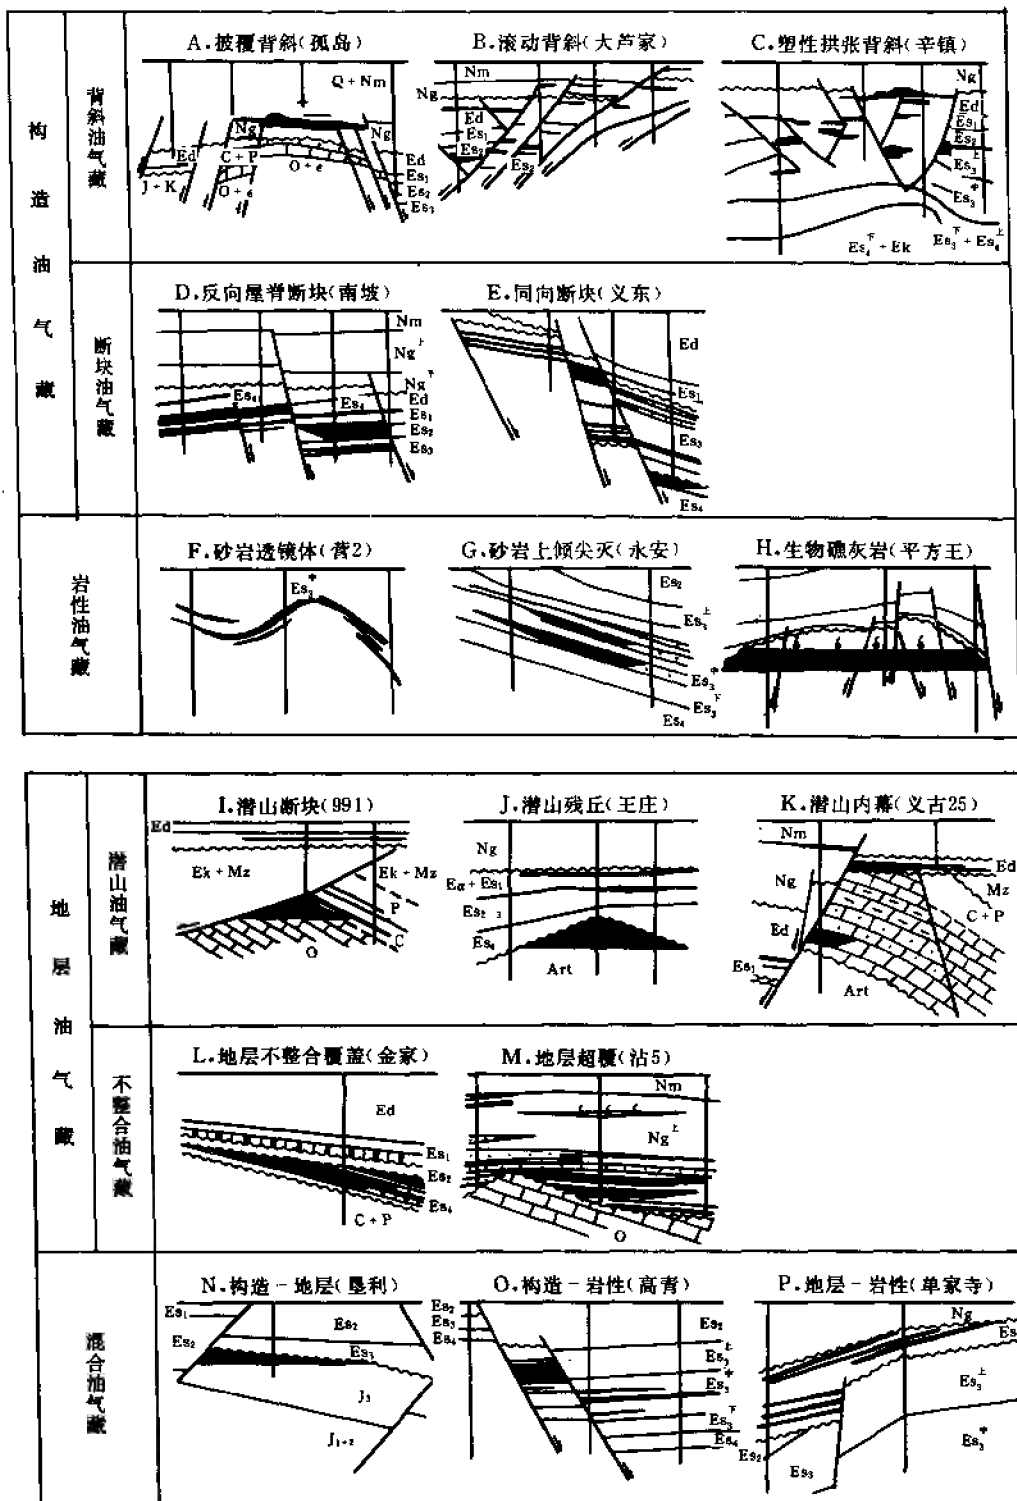 构造油气藏
背斜油气藏
A.披覆背斜(孤岛)
Q+Nm
Ng
Ng
Ed
C+P
O+є
J+K
O+є
Ed
Es₁
Es₂
Es₃
B.滚动背斜(大芦家)
Nm
Ng
Ed
Es₁
Es₂
Es₃
C.塑性拱张背斜(辛镇)
Ng
Ed
Es₁
Es₂
Es₃上
Es₃中
Es₄下+Ek
Es₃下+Es₄上
断块油气藏
D.反向屋脊断块(南坡)
Nm
Ng上
Ng下
Es₄
Es₄
Ed
Es₁
Es₂
Es₃
E.同向断块(义东)
Ed
Es₁
Es₃
Es₄
岩性油气藏
F.砂岩透镜体(营2)
Es₃中
G.砂岩上倾尖灭(永安)
Es₂
Es₃上
Es₃中
Es₃下
Es₄
H.生物礁灰岩(平方王)
地层油气藏
潜山油气藏
I.潜山断块(991)
Ed
Ek+Mz
Ek+Mz
P
C
O
J.潜山残丘(王庄)
Ng
Es₄
Art
K.潜山内幕(义古25)
Nm
Ng
Ed
Mz
C+P
Ed
Es₁
Art
不整合油气藏
L.地层不整合覆盖(金家)
Ed
Es₁
Es₂
Es₄
C+P
M.地层超覆(沾5)
Nm
Ng上
O
混合油气藏
N.构造-地层(垦利)
Es₁
Es₂
Es₂
Es₃
J₃
J₁₊₂
O.构造-岩性(高青)
Es₂
Es₃
Es₄
Es₂
Es₃上
Es₃中
Es₃下
Es₄
P.地层-岩性(单家寺)
Ng
Es₃上
Es₃中
Es₂
Es₃